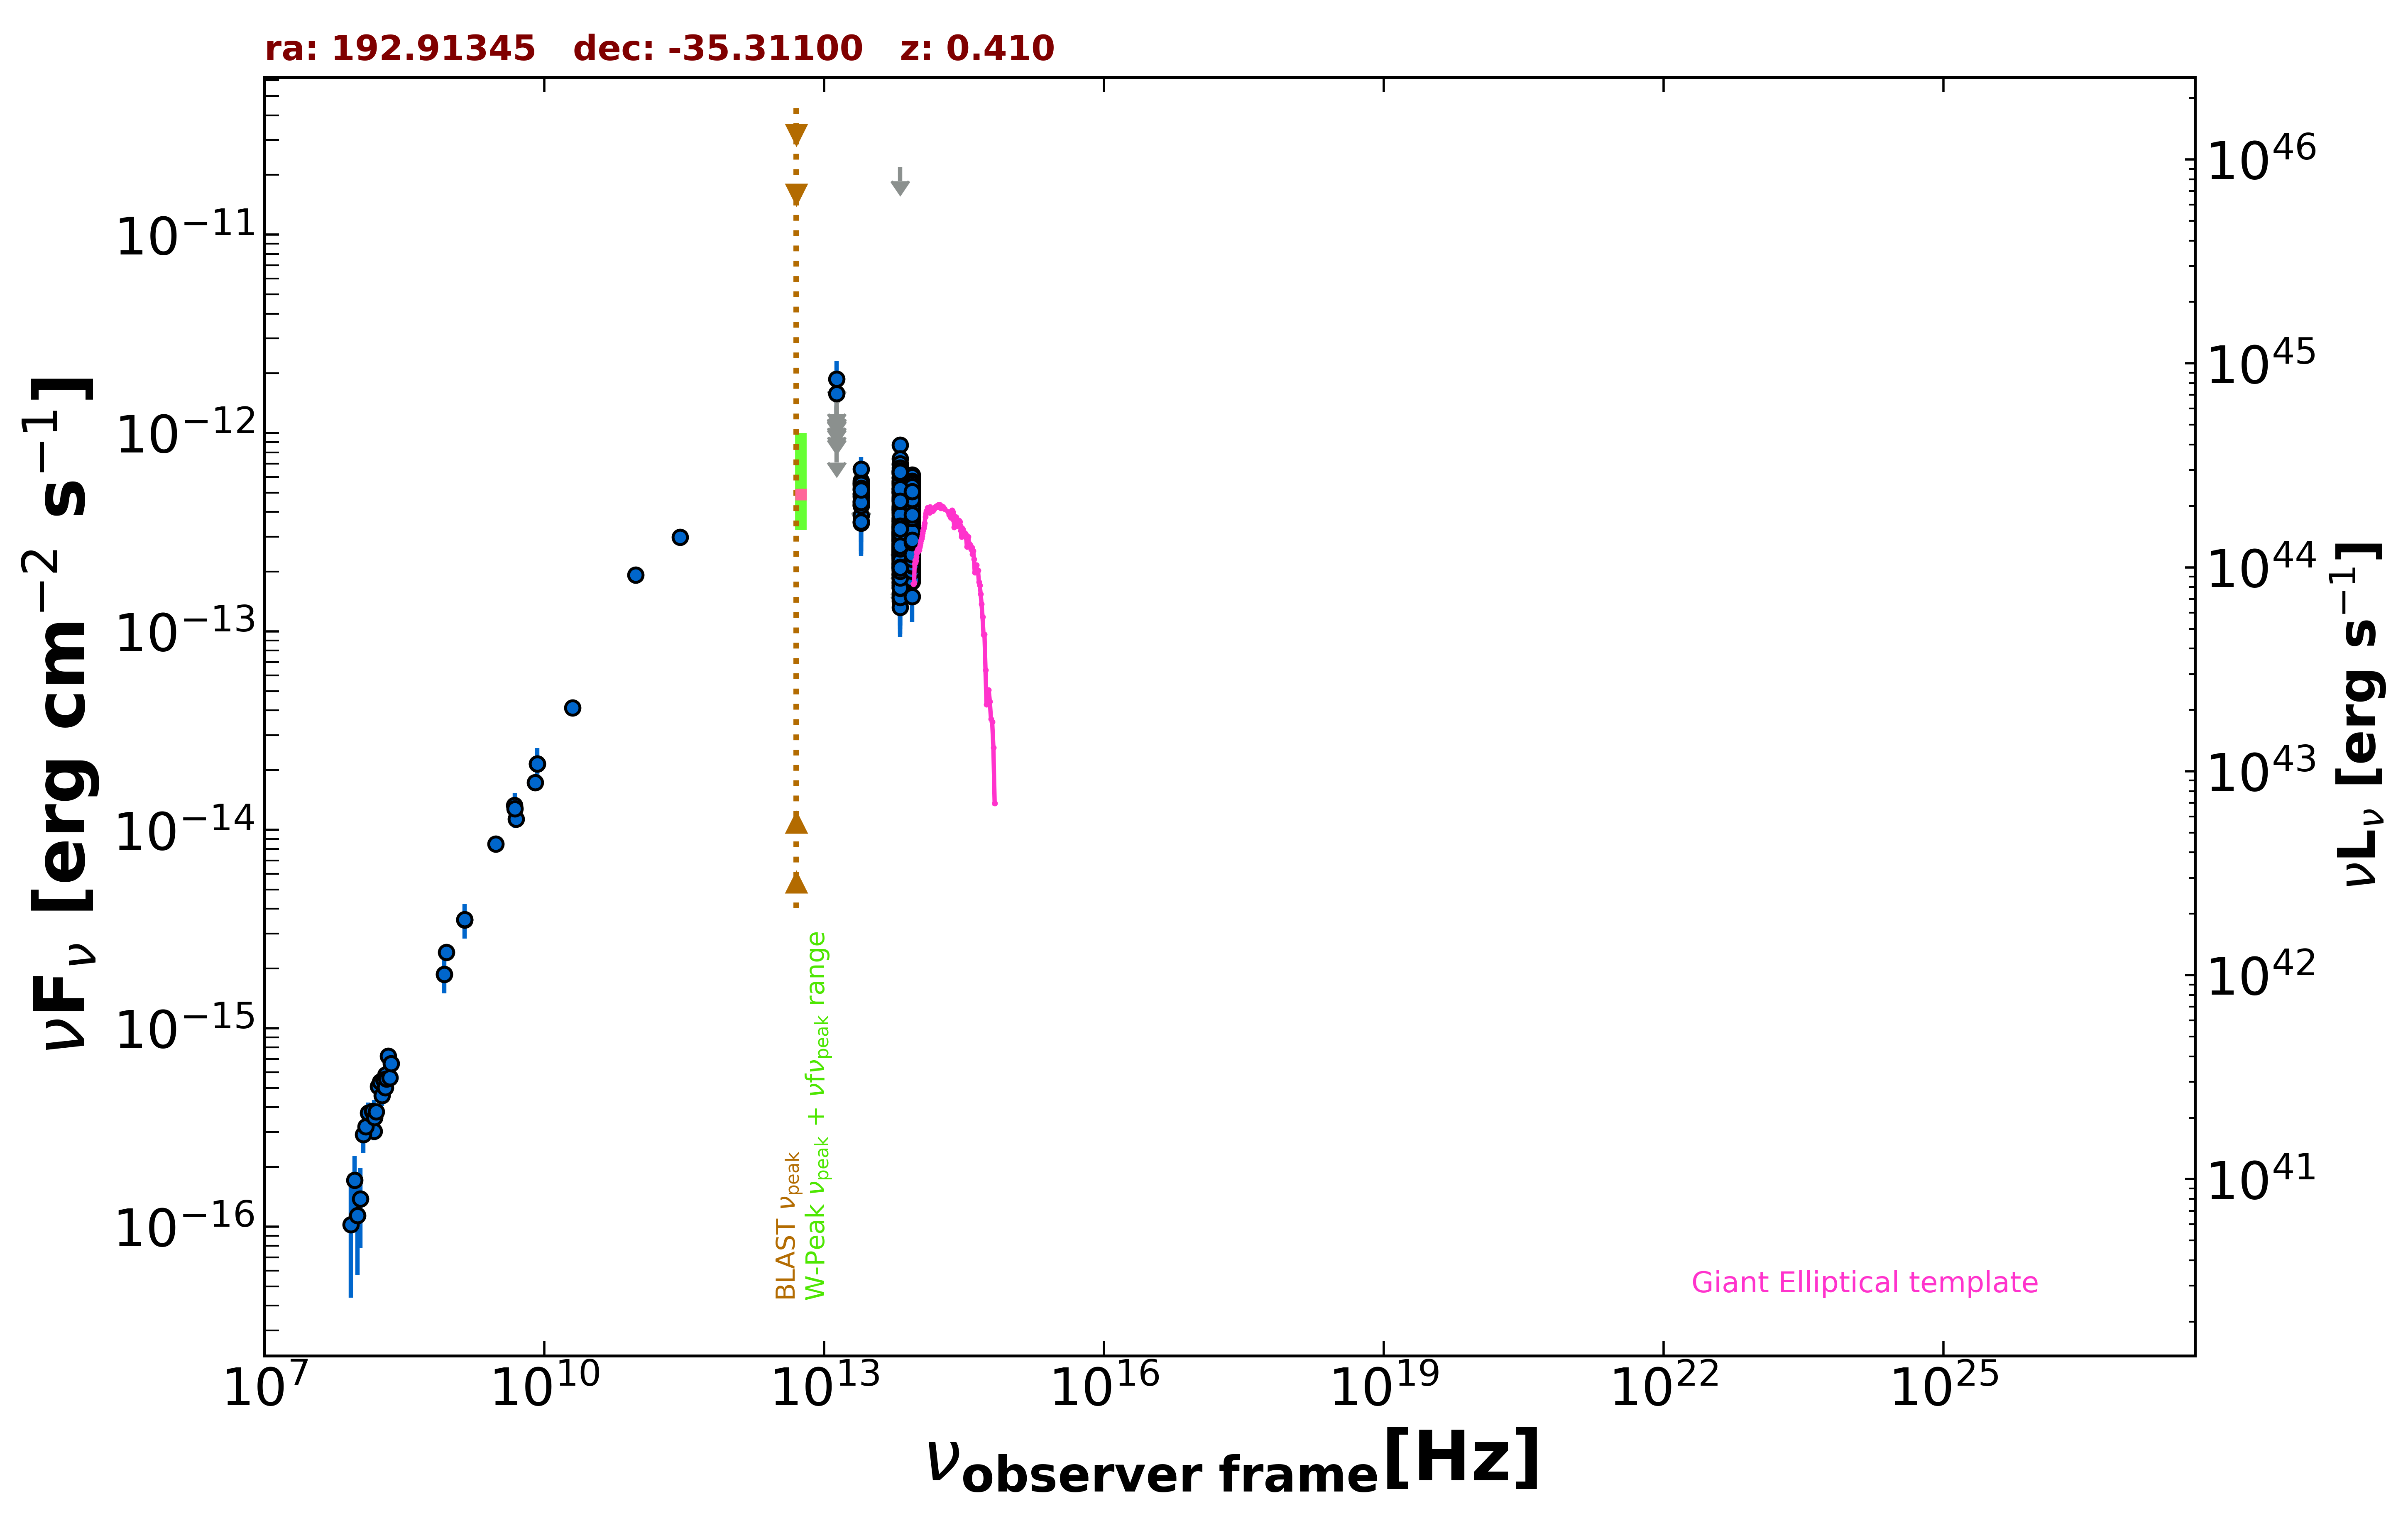 ra: 192.91345 dec: -35.31100 z: 0.410
10⁻¹¹
10⁻¹²
10⁻¹³
10⁻¹⁴
10⁻¹⁵
10⁻¹⁶
νFν [erg cm⁻² s⁻¹]
10⁴⁶
10⁴⁵
10⁴⁴
10⁴³
10⁴²
10⁴¹
νLν [erg s⁻¹]
BLAST νpeak
W-Peak νpeak + νfνpeak range
Giant Elliptical template
10⁷ 10¹⁰ 10¹³ 10¹⁶ 10¹⁹ 10²² 10²⁵
νobserver frame[Hz]